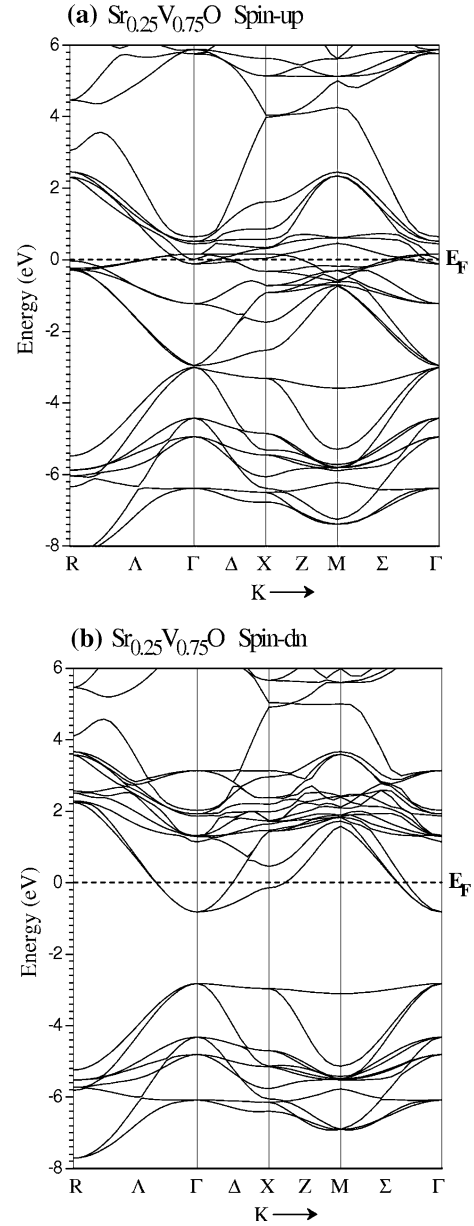 (a) Sr0.25V0.75O Spin-up
6
4
2
0
-2
-4
-6
-8
Energy (eV)
EF
R Λ Γ Δ X Z M Σ Γ
K →
(b) Sr0.25V0.75O Spin-dn
6
4
2
0
-2
-4
-6
-8
Energy (eV)
EF
R Λ Γ Δ X Z M Σ Γ
K →